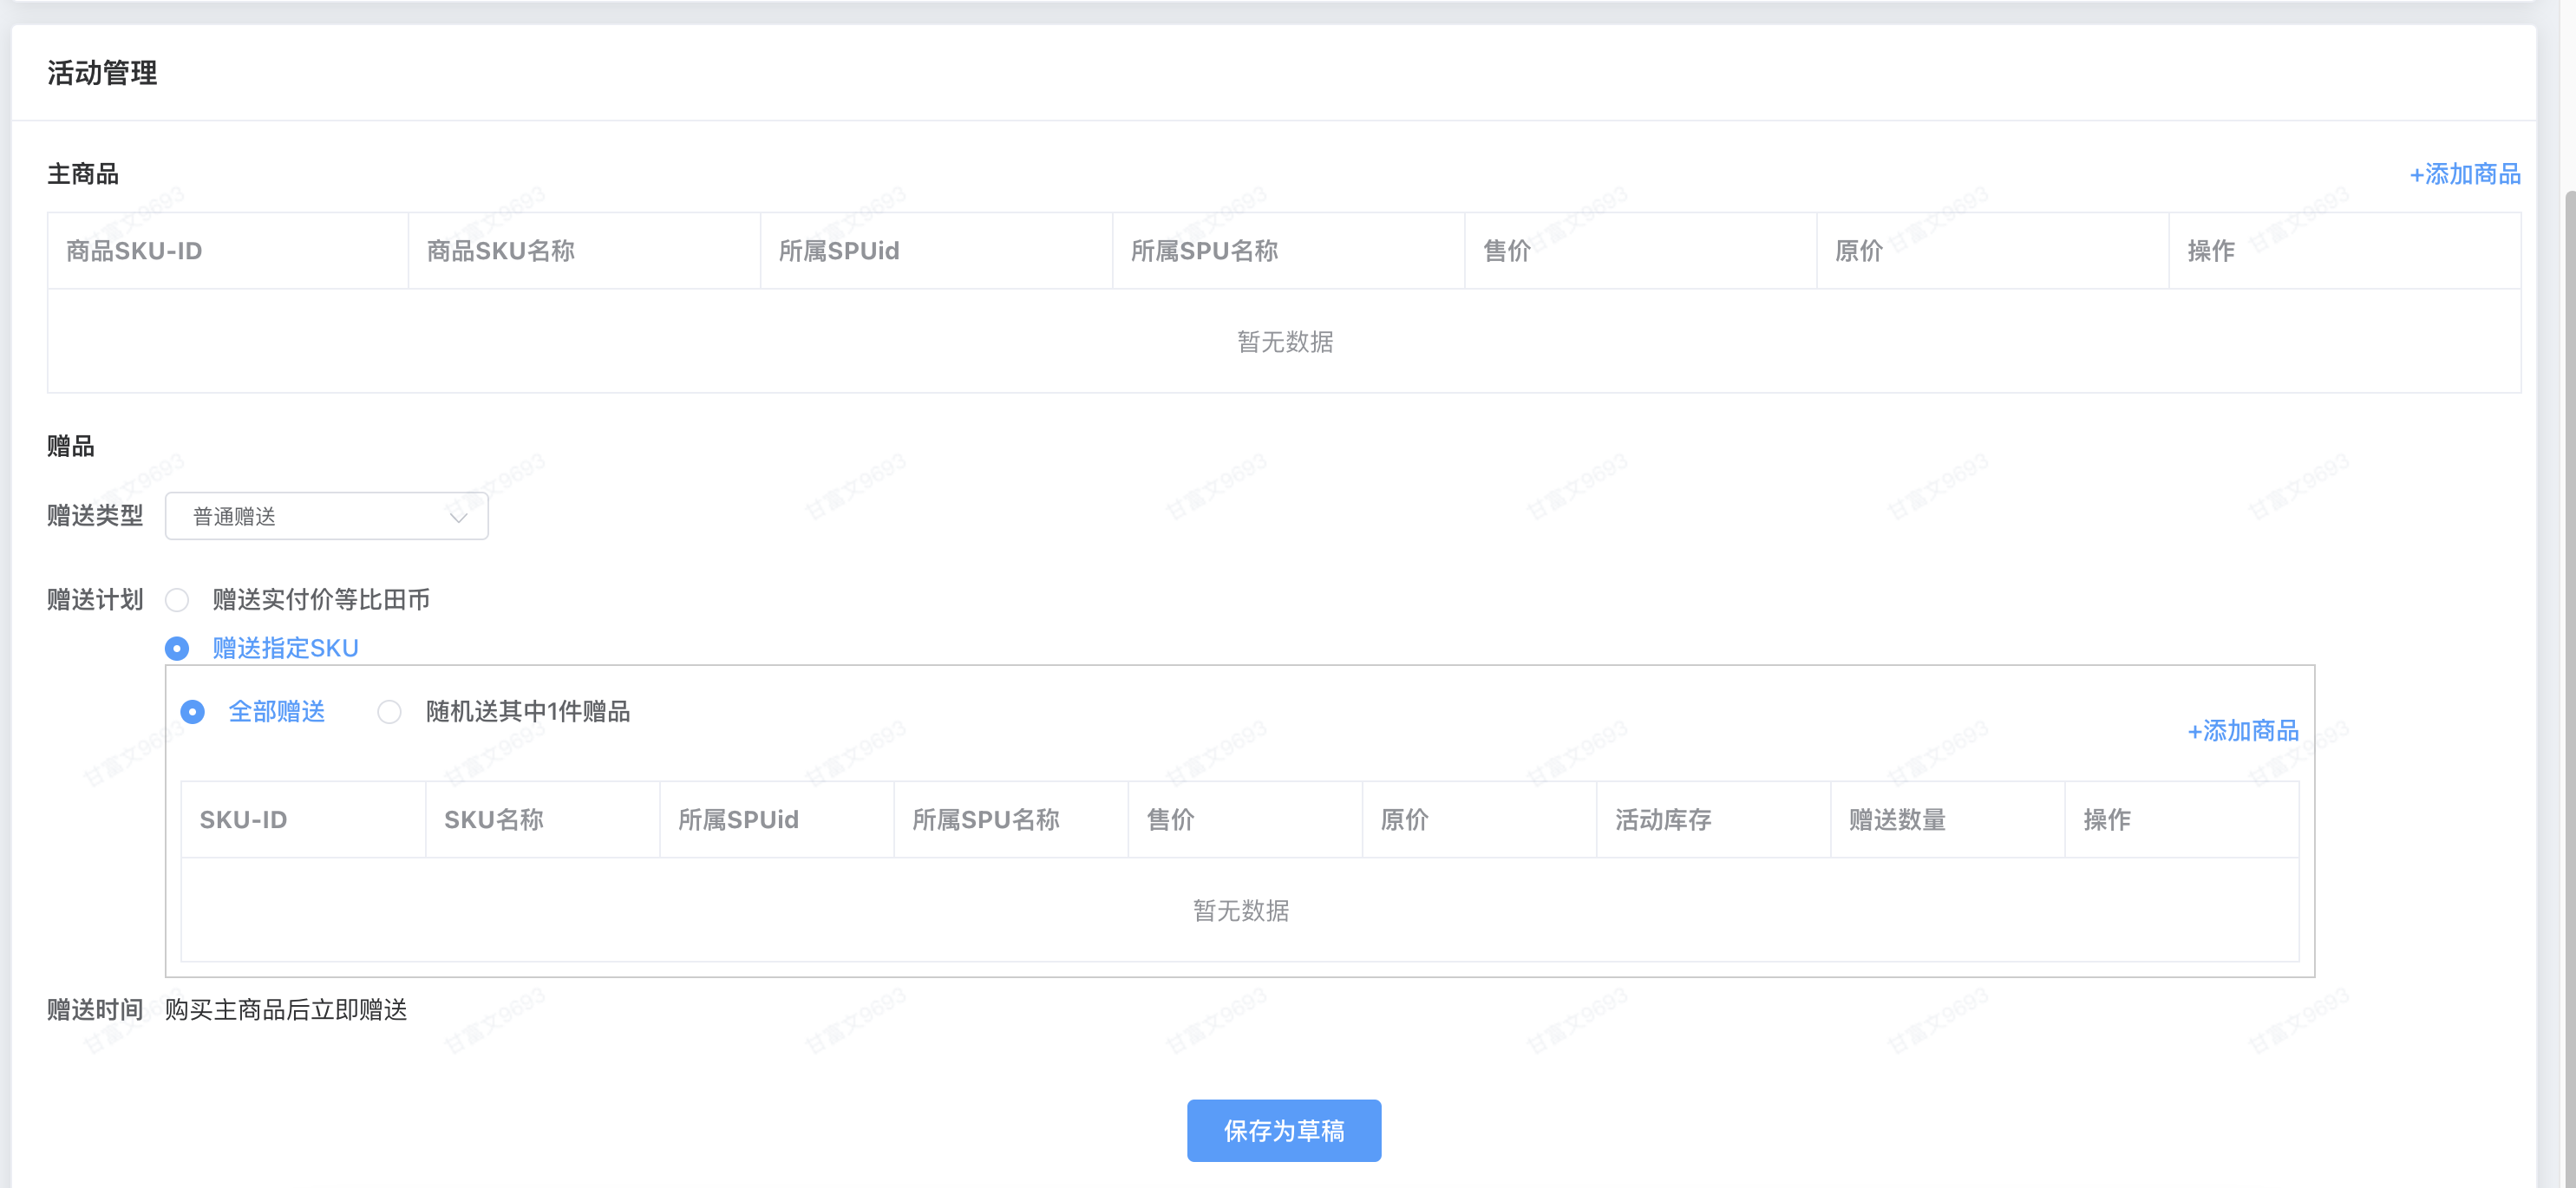 活动管理
主商品 +添加商品
商品SKU-ID 商品SKU名称 所属SPUid 所属SPU名称 售价 原价 操作
暂无数据
赠品
赠送类型 普通赠送
赠送计划 赠送实付价等比田币
赠送指定SKU
全部赠送 随机送其中1件赠品
+添加商品
SKU-ID SKU名称 所属SPUid 所属SPU名称 售价 原价 活动库存 赠送数量 操作
暂无数据
赠送时间 购买主商品后立即赠送
保存为草稿
甘富文9693